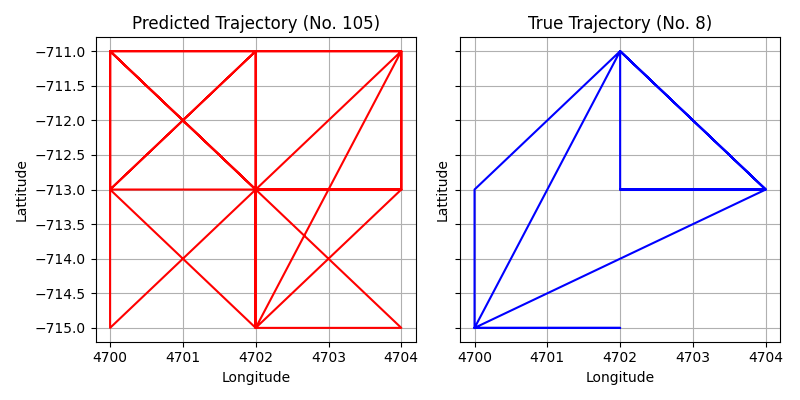 Predicted Trajectory (No. 105)
True Trajectory (No. 8)
−711.0
−711.5
−712.0
−712.5
−713.0
−713.5
−714.0
−714.5
−715.0
Lattitude
Lattitude
4700 4701 4702 4703 4704
4700 4701 4702 4703 4704
Longitude
Longitude